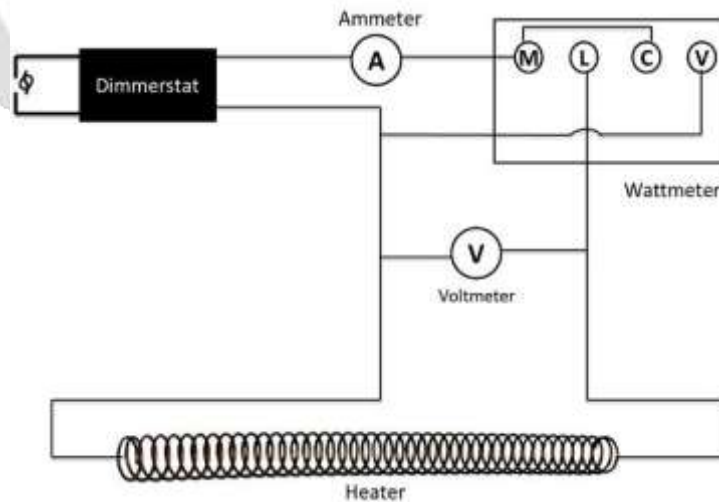 Ammeter
A
M L C V
Dimmerstat
Wattmeter
V
Voltmeter
Heater